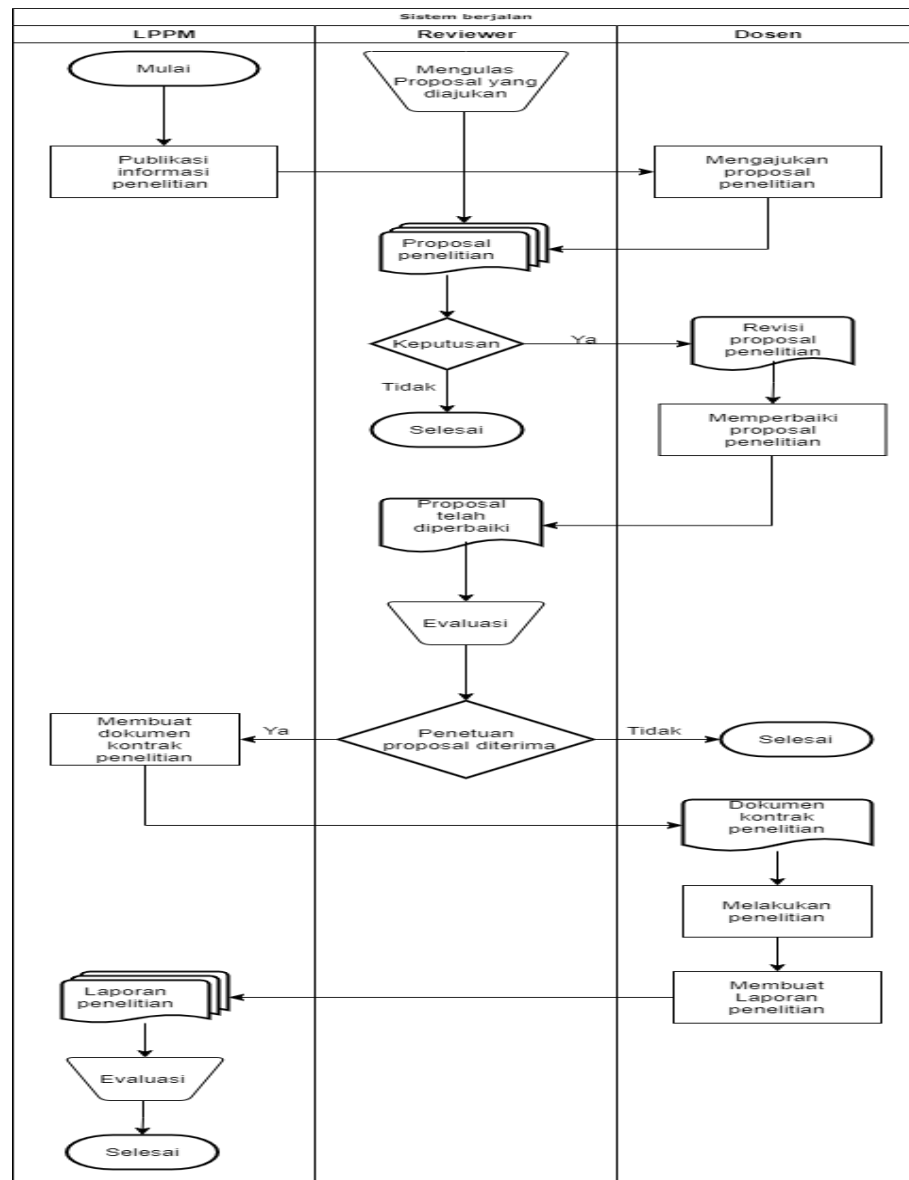 Sistem berjalan
LPPM
Reviewer
Dosen
Mulai
Mengulas
Proposal yang
diajukan
Publikasi
informasi
penelitian
Mengajukan
proposal
penelitian
Proposal
penelitian
Keputusan
Ya
Revisi
proposal
penelitian
Tidak
Selesai
Memperbaiki
proposal
penelitian
Proposal
telah
diperbaiki
Evaluasi
Membuat
dokumen
kontrak
penelitian
Ya
Penetuan
proposal diterima
Tidak
Selesai
Dokumen
kontrak
penelitian
Melakukan
penelitian
Laporan
penelitian
Membuat
Laporan
penelitian
Evaluasi
Selesai